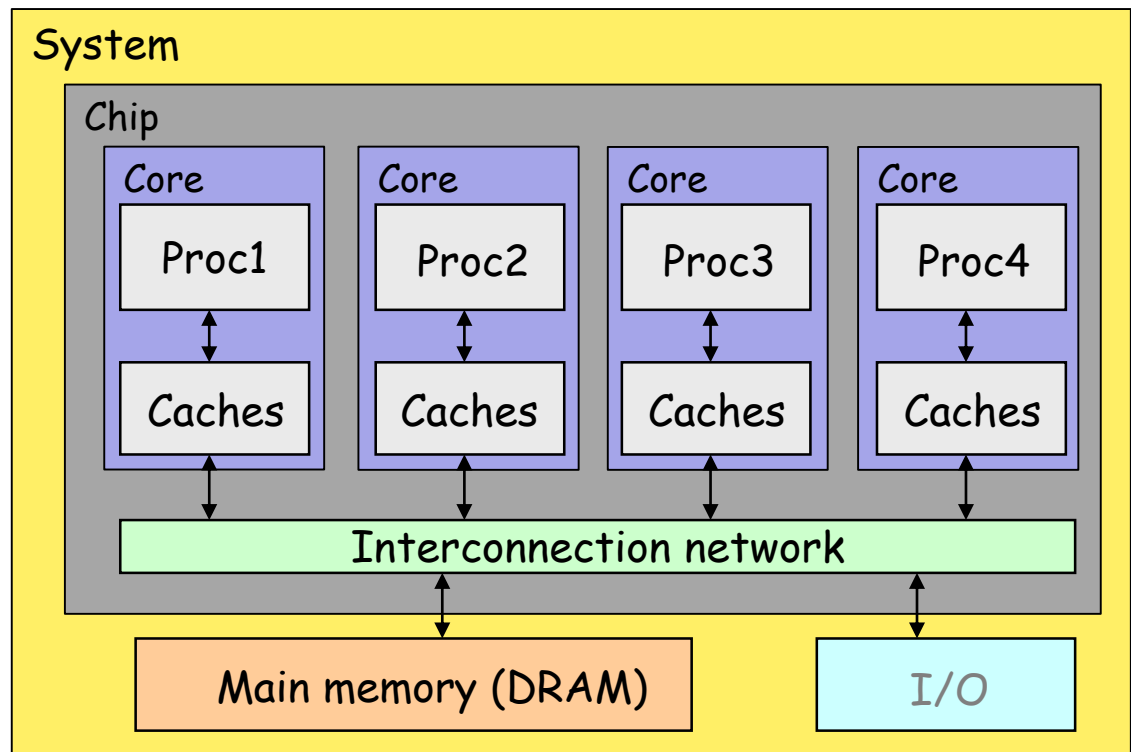 System
Chip
Core Core Core Core
Proc1 Proc2 Proc3 Proc4
Caches Caches Caches Caches
Interconnection network
Main memory (DRAM) I/O